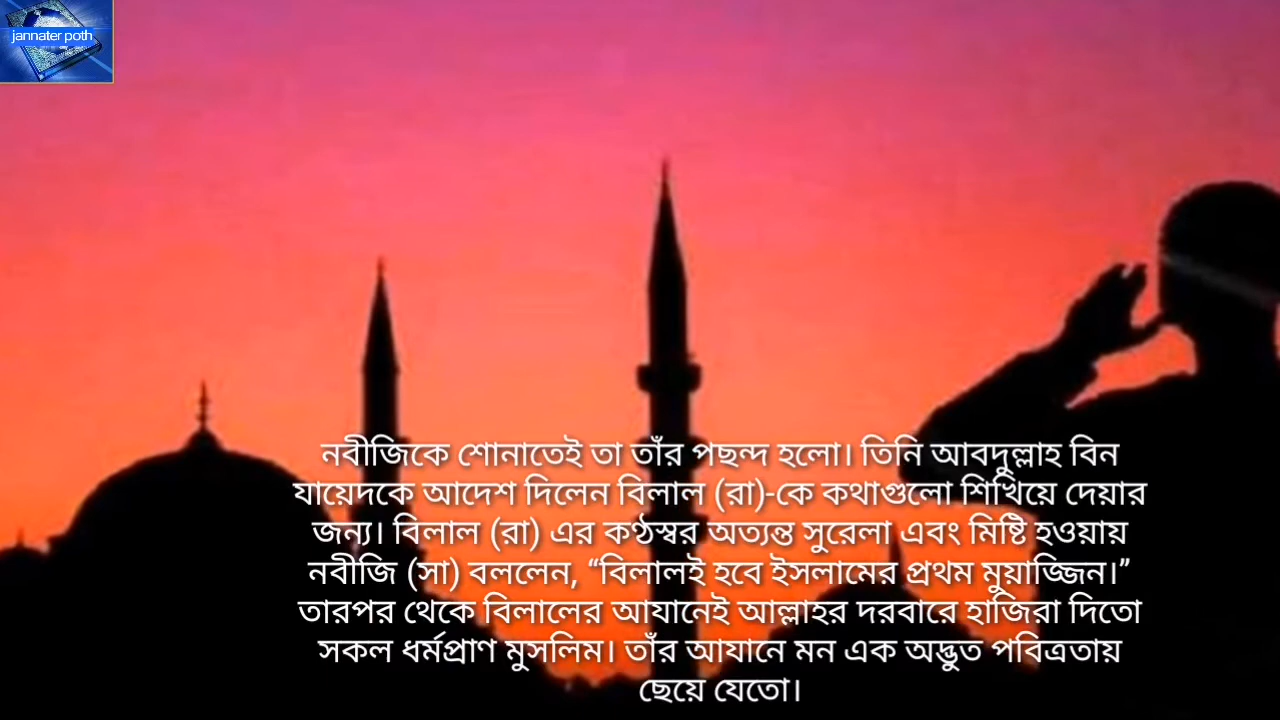 jannater poth
নবীজিকে শোনাতেই তা তাঁর পছন্দ হলো। তিনি আবদুল্লাহ বিন
যায়েদকে আদেশ দিলেন বিলাল (রা)-কে কথাগুলো শিখিয়ে দেয়ার
জন্য। বিলাল (রা) এর কণ্ঠস্বর অত্যন্ত সুরেলা এবং মিষ্টি হওয়ায়
নবীজি (সা) বললেন, “বিলালই হবে ইসলামের প্রথম মুয়াজ্জিন।”
তারপর থেকে বিলালের আযানেই আল্লাহর দরবারে হাজিরা দিতো
সকল ধর্মপ্রাণ মুসলিম। তাঁর আযানে মন এক অদ্ভুত পবিত্রতায়
ছেয়ে যেতো।